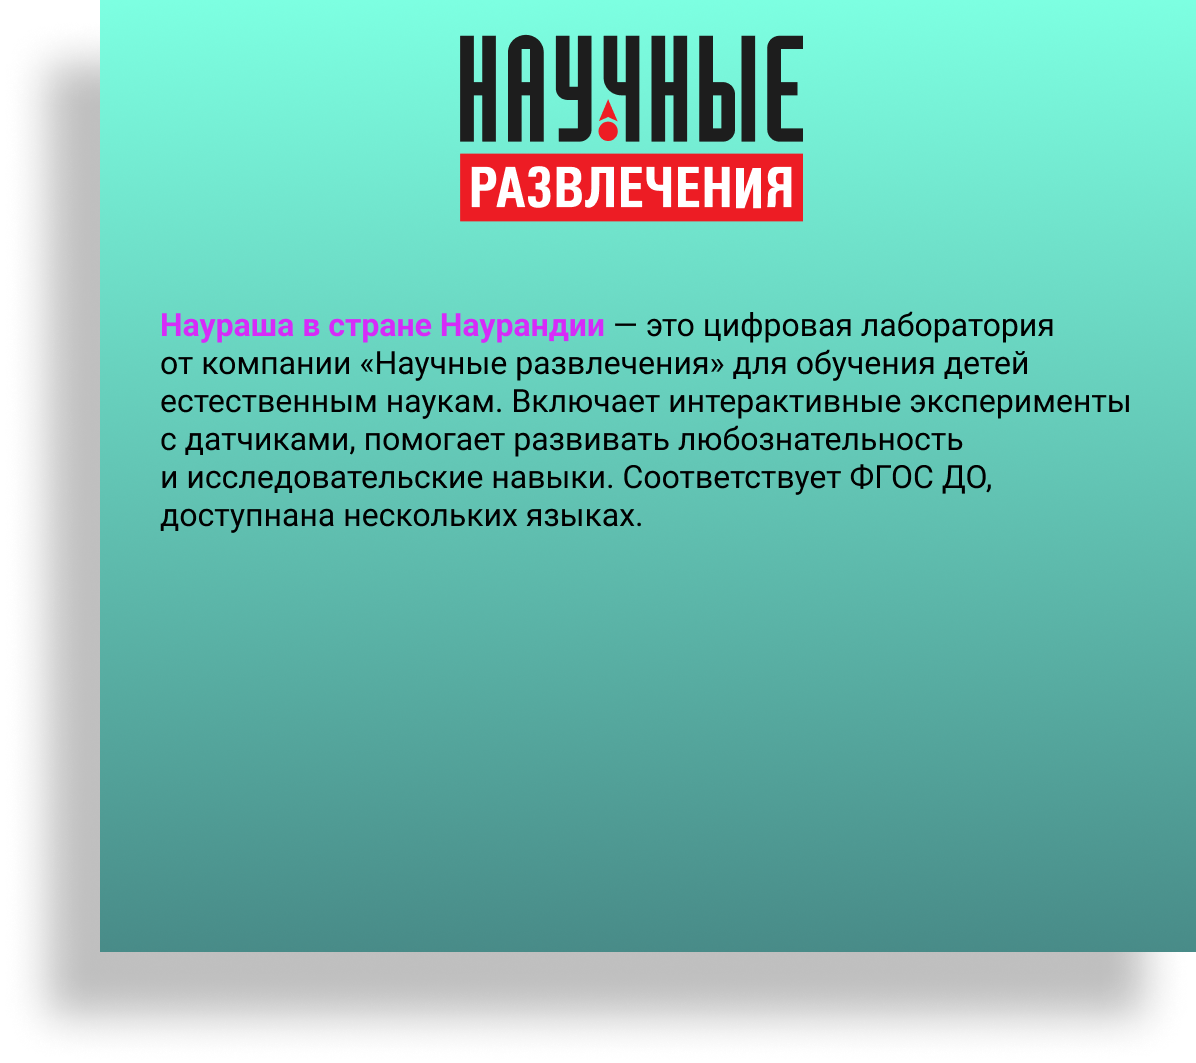 НАУЧНЫЕ
РАЗВЛЕЧЕНИЯ
Наураша в стране Наурандии — это цифровая лаборатория
от компании «Научные развлечения» для обучения детей
естественным наукам. Включает интерактивные эксперименты
с датчиками, помогает развивать любознательность
и исследовательские навыки. Соответствует ФГОС ДО,
доступнана нескольких языках.